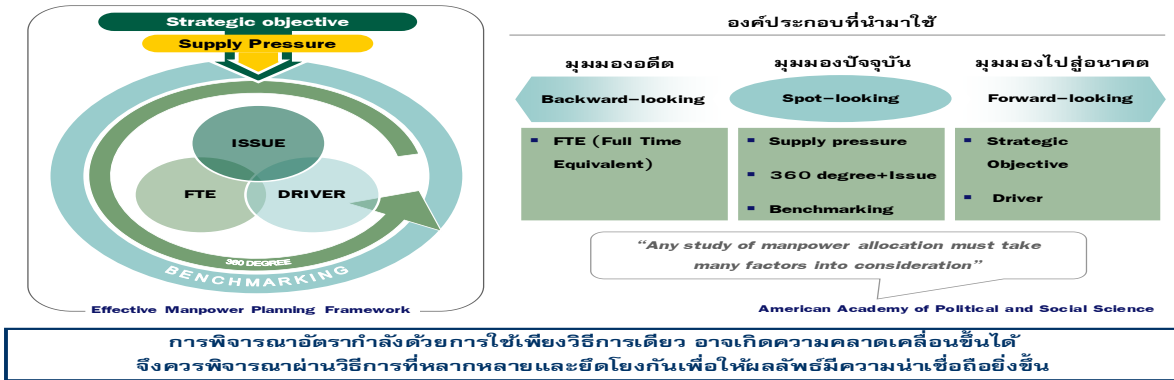 Strategic objective
Supply Pressure
ISSUE
FTE
DRIVER
360 DEGREE
BENCHMARKING
Effective Manpower Planning Framework
องค์ประกอบที่นำมาใช้
มุมมองอดีต
มุมมองปัจจุบัน
มุมมองไปสู่อนาคต
Backward-looking
Spot-looking
Forward-looking
▪ FTE (Full Time
Equivalent)
▪ Supply pressure
▪ 360 degree+Issue
▪ Benchmarking
▪ Strategic
Objective
▪ Driver
“Any study of manpower allocation must take
many factors into consideration”
American Academy of Political and Social Science
การพิจารณาอัตรากำลังด้วยการใช้เพียงวิธีการเดียว อาจเกิดความคลาดเคลื่อนขึ้นได้
จึงควรพิจารณาผ่านวิธีการที่หลากหลายและยึดโยงกันเพื่อให้ผลลัพธ์มีความน่าเชื่อถือยิ่งขึ้น